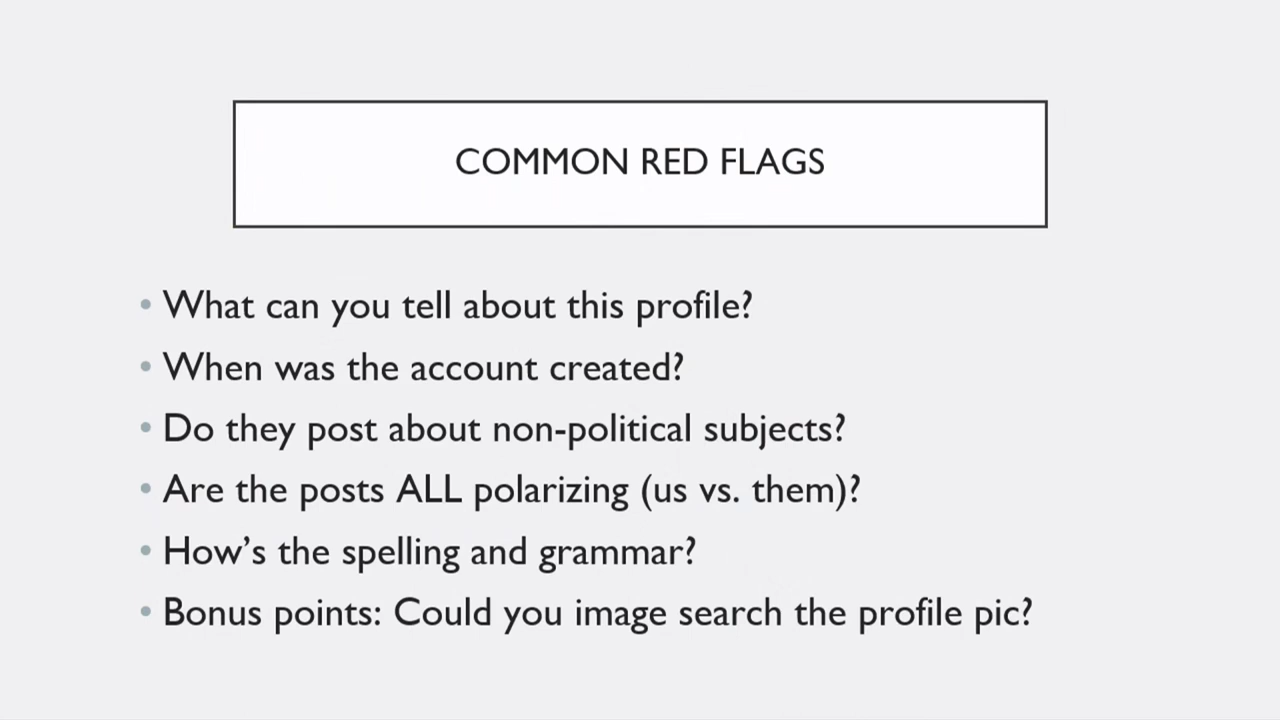 COMMON RED FLAGS
• What can you tell about this profile?
• When was the account created?
• Do they post about non-political subjects?
• Are the posts ALL polarizing (us vs. them)?
• How’s the spelling and grammar?
• Bonus points: Could you image search the profile pic?